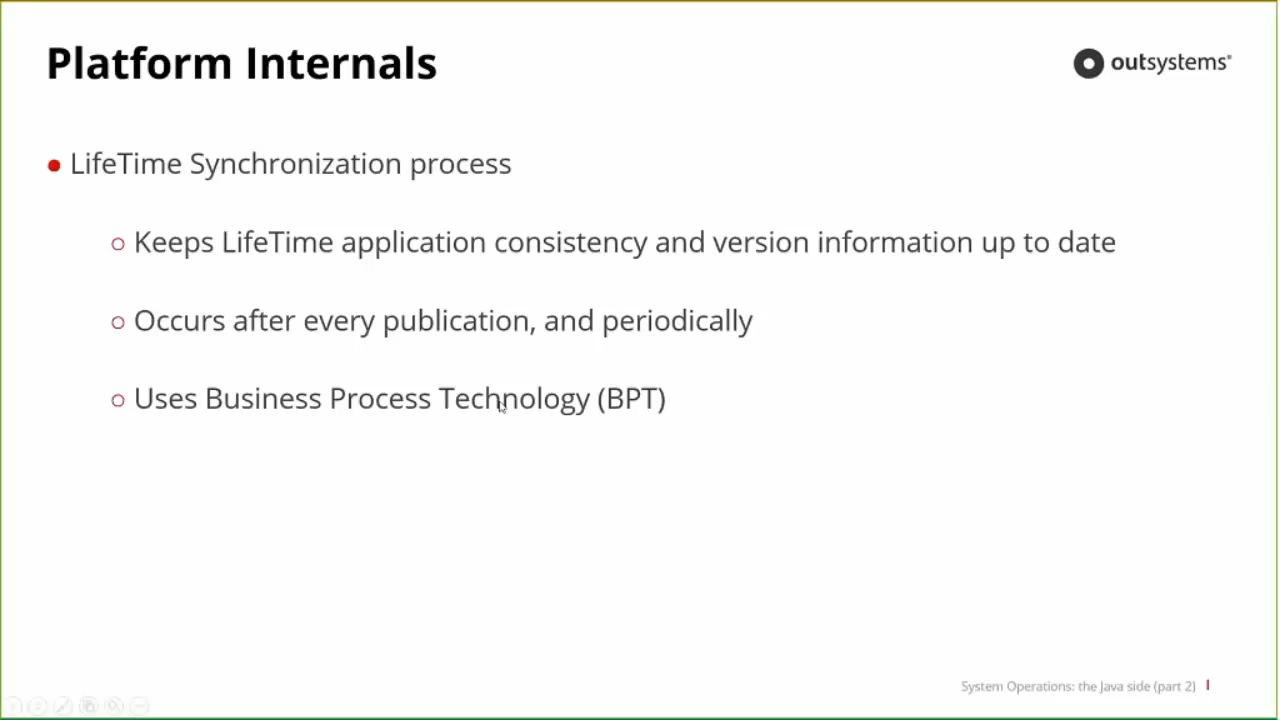 Platform Internals
outsystems®
● LifeTime Synchronization process
○ Keeps LifeTime application consistency and version information up to date
○ Occurs after every publication, and periodically
○ Uses Business Process Technology (BPT)
System Operations: the Java side (part 2) I